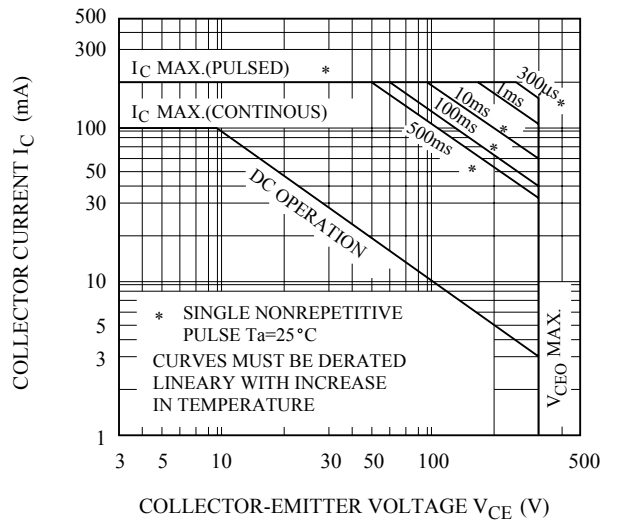 500
300
I_C MAX.(PULSED) *
I_C MAX.(CONTINOUS)
100
50
30
10
5
3
1
COLLECTOR CURRENT I_C (mA)
300μs *
1ms
10ms *
100ms *
500ms *
DC OPERATION
* SINGLE NONREPETITIVE
PULSE Ta=25°C
CURVES MUST BE DERATED
LINEARY WITH INCREASE
IN TEMPERATURE
V_CEO MAX.
3 5 10 30 50 100 500
COLLECTOR-EMITTER VOLTAGE V_CE (V)